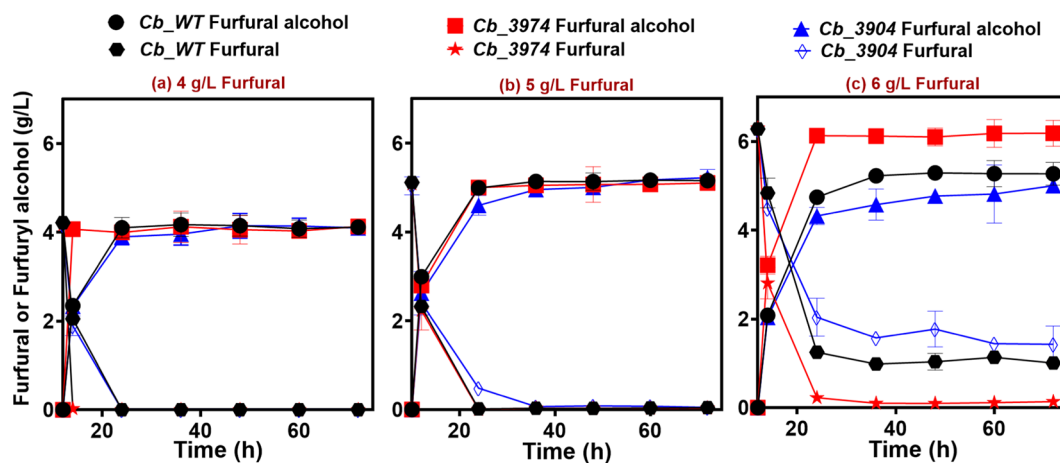 Cb_WT Furfural alcohol
Cb_WT Furfural
Cb_3974 Furfural alcohol
Cb_3974 Furfural
Cb_3904 Furfural alcohol
Cb_3904 Furfural
(a) 4 g/L Furfural
(b) 5 g/L Furfural
(c) 6 g/L Furfural
Furfural or Furfuryl alcohol (g/L)
6
4
2
0
20 40 60
Time (h)
6
4
2
0
20 40 60
Time (h)
6
4
2
0
20 40 60
Time (h)